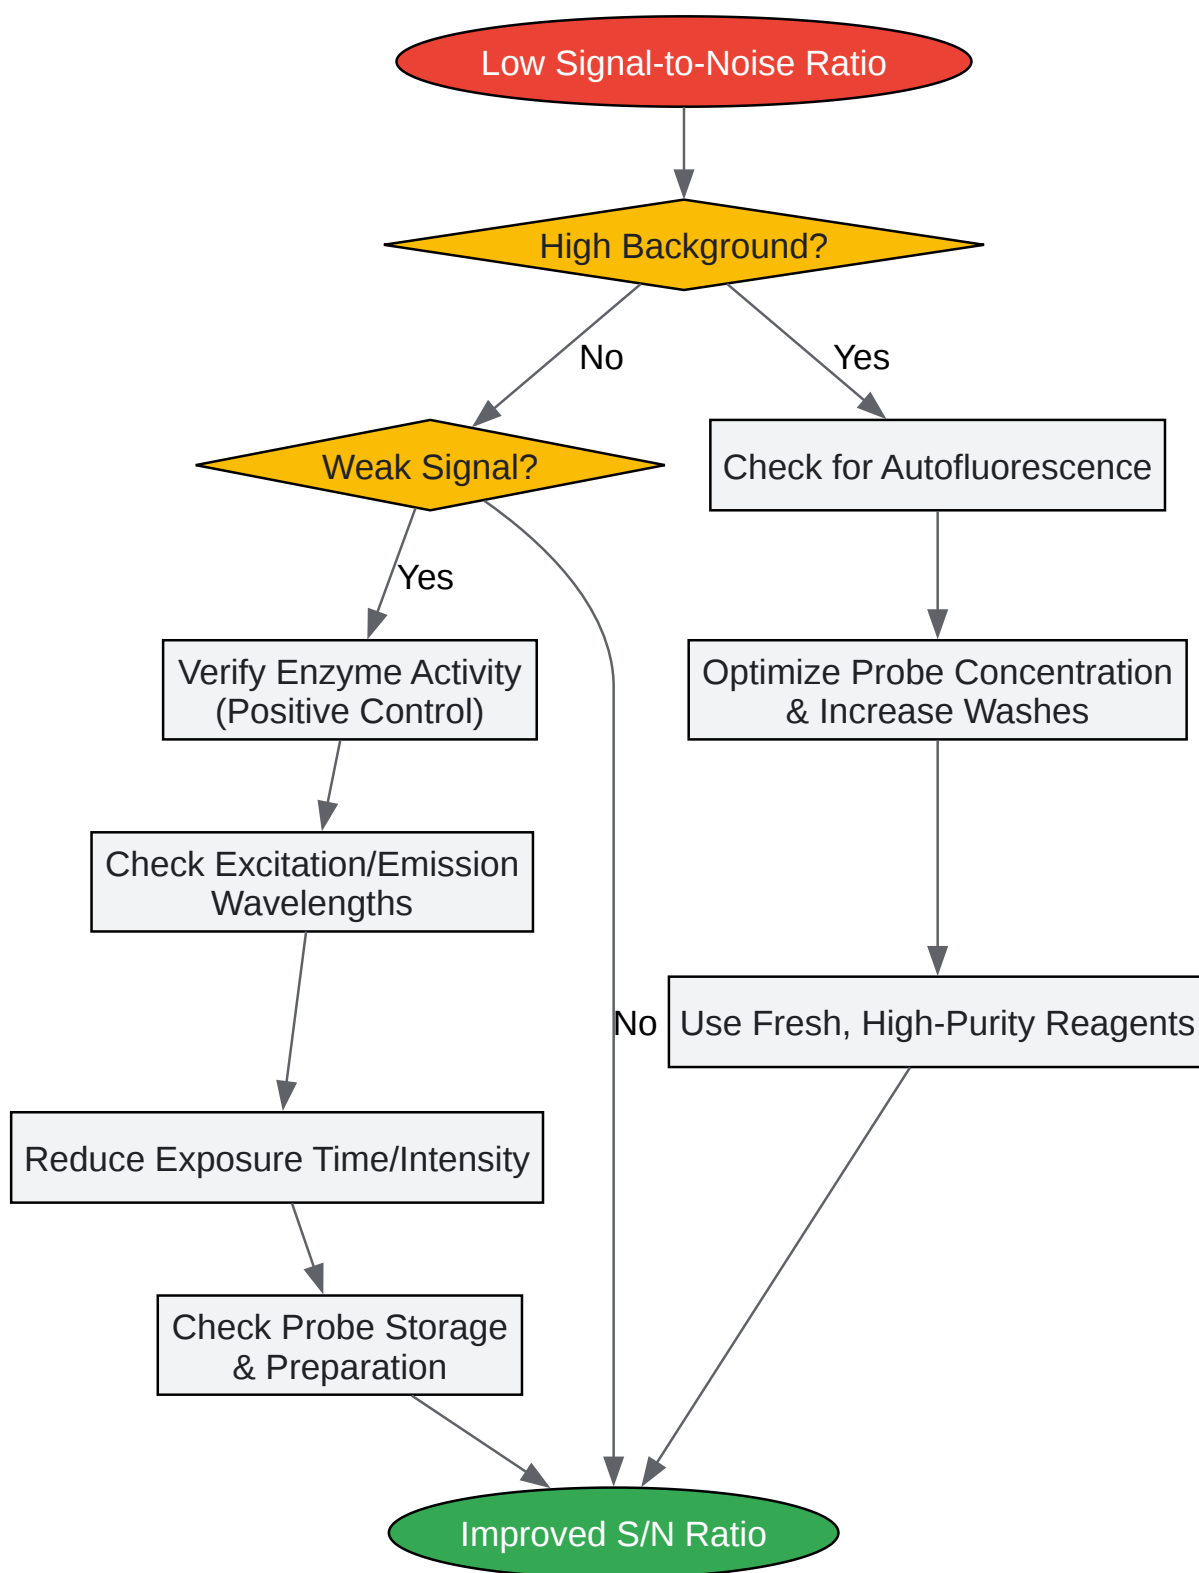 Low Signal-to-Noise Ratio
High Background?
No
Yes
Weak Signal?
Check for Autofluorescence
Yes
Verify Enzyme Activity
(Positive Control)
Optimize Probe Concentration
& Increase Washes
Check Excitation/Emission
Wavelengths
No
Use Fresh, High-Purity Reagents
Reduce Exposure Time/Intensity
Check Probe Storage
& Preparation
Improved S/N Ratio